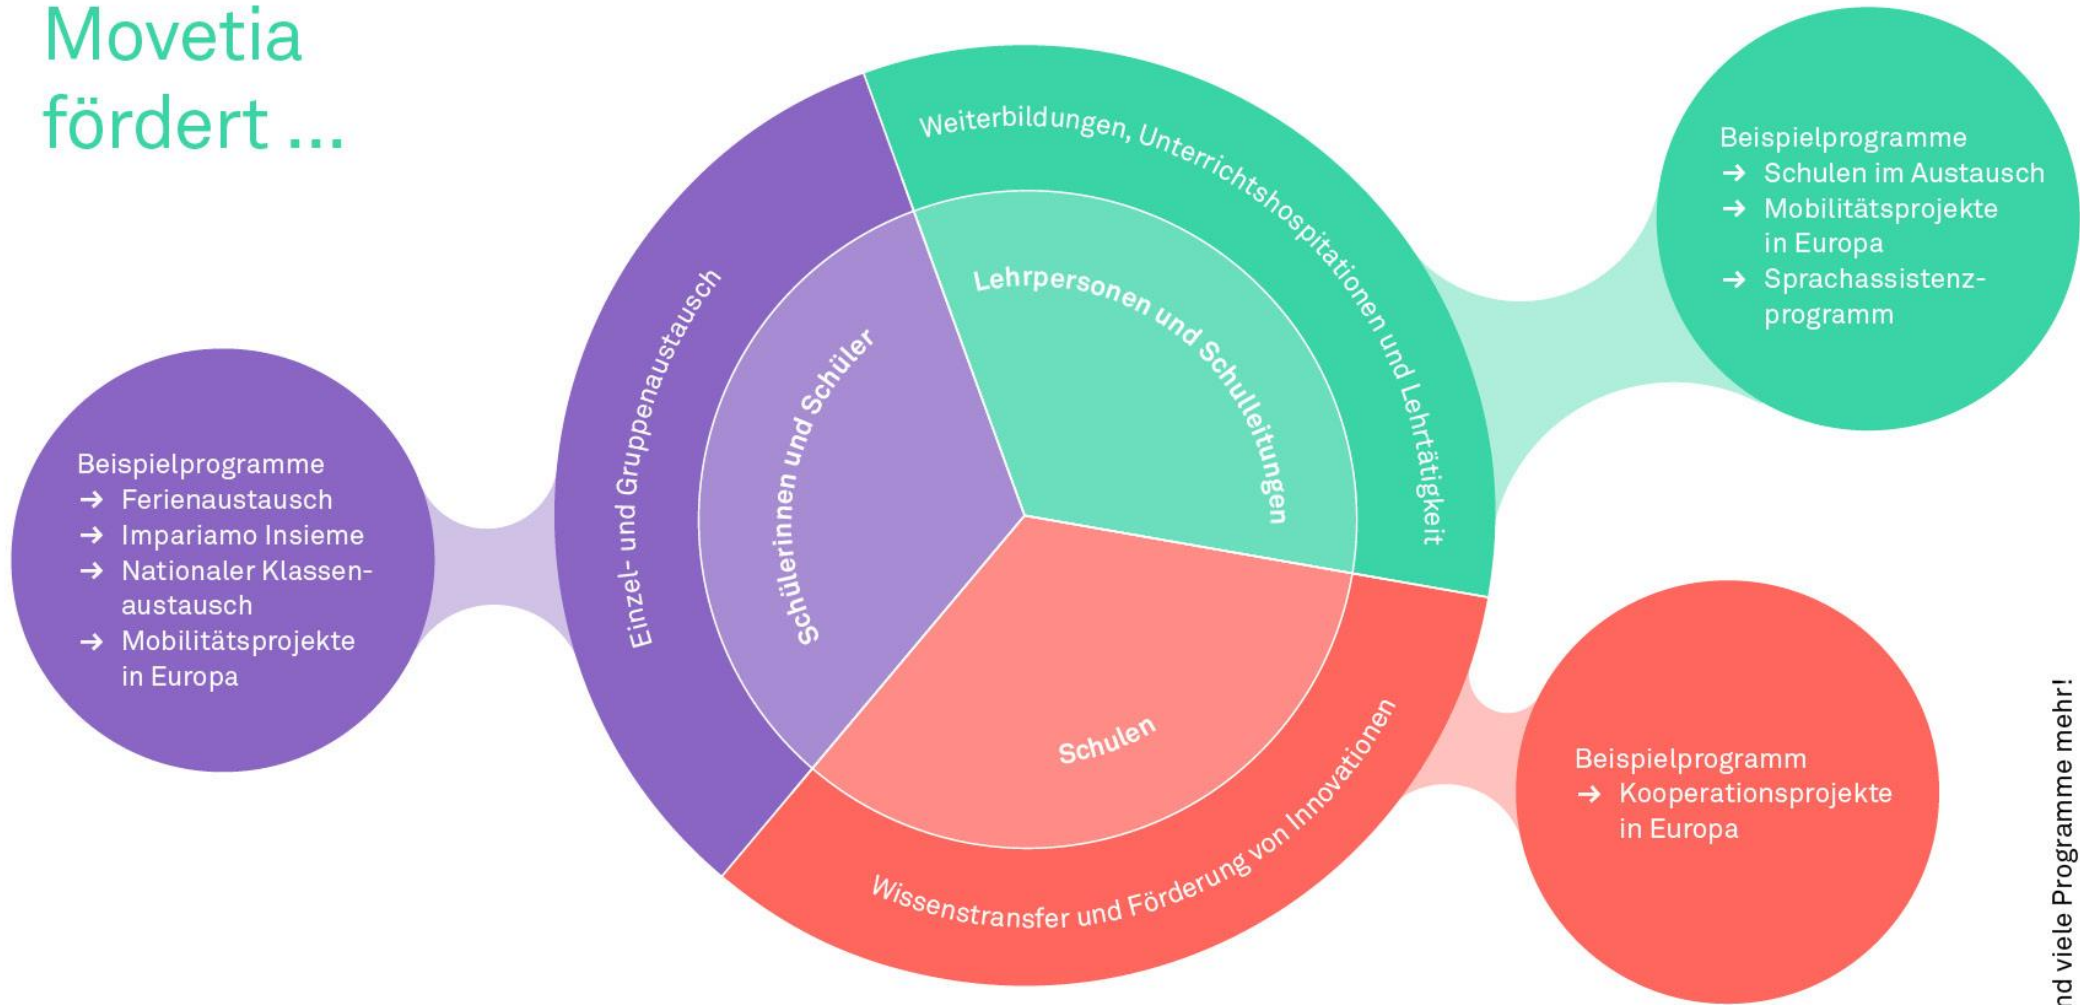 Movetia
fördert ...
Weiterbildungen, Unterrichtshospitationen und Lehrtätigkeit
Lehrpersonen und Schulleitungen
Beispielprogramme
→ Schulen im Austausch
→ Mobilitätsprojekte
in Europa
→ Sprachassistenz-
programm
Einzel- und Gruppenaustausch
Schülerinnen und Schüler
Beispielprogramme
→ Ferienaustausch
→ Impariamo Insieme
→ Nationaler Klassen-
austausch
→ Mobilitätsprojekte
in Europa
Schulen
Wissenstransfer und Förderung von Innovationen
Beispielprogramm
→ Kooperationsprojekte
in Europa
viele Programme mehr!